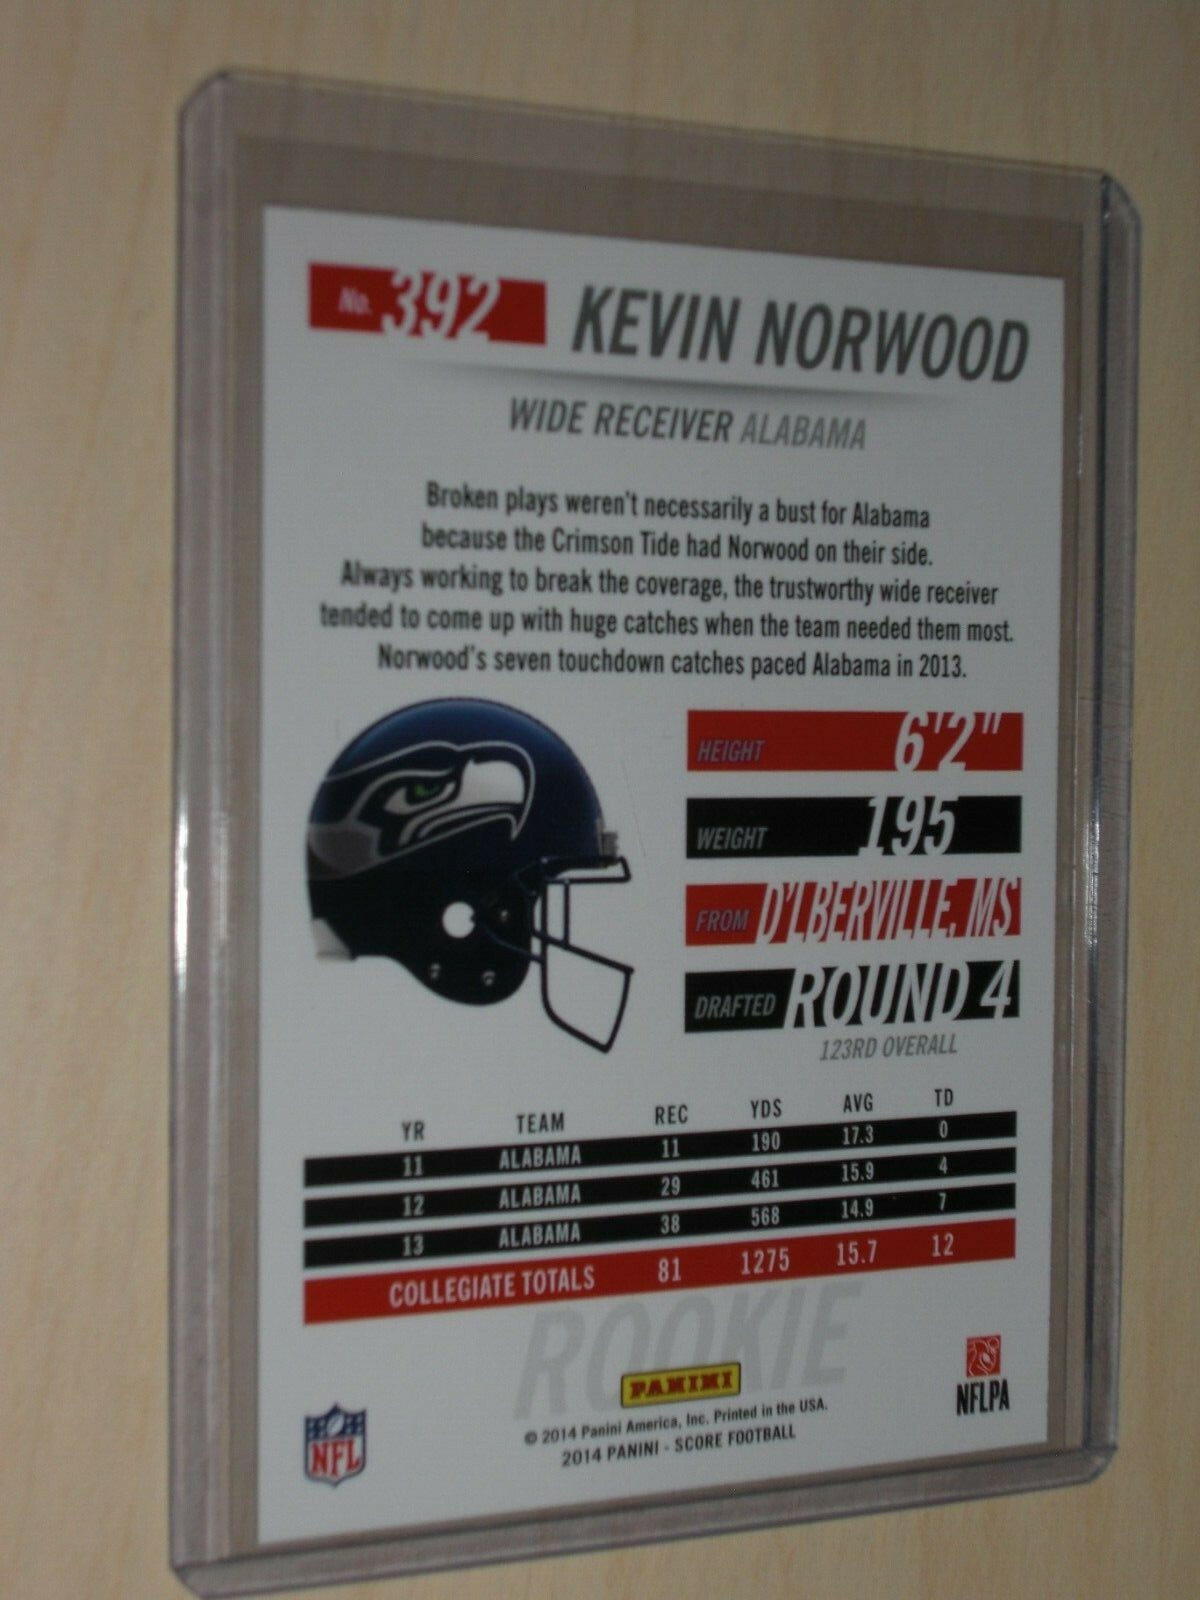 No. 392 KEVIN NORWOOD
WIDE RECEIVER ALABAMA
Broken plays weren't necessarily a bust for Alabama
because the Crimson Tide had Norwood on their side.
Always working to break the coverage, the trustworthy wide receiver
tended to come up with huge catches when the team needed them most.
Norwood's seven touchdown catches paced Alabama in 2013.
HEIGHT 6'2"
WEIGHT 195
FROM D'LBERVILLE, MS
DRAFTED ROUND 4
123RD OVERALL
YR TEAM REC YDS AVG TD
11 ALABAMA 11 190 17.3 0
12 ALABAMA 29 461 15.9 4
13 ALABAMA 38 568 14.9 7
COLLEGIATE TOTALS 81 1275 15.7 12
ROOKIE
PANINI
© 2014 Panini America, Inc. Printed in the USA.
2014 PANINI - SCORE FOOTBALL
NFL
NFLPA